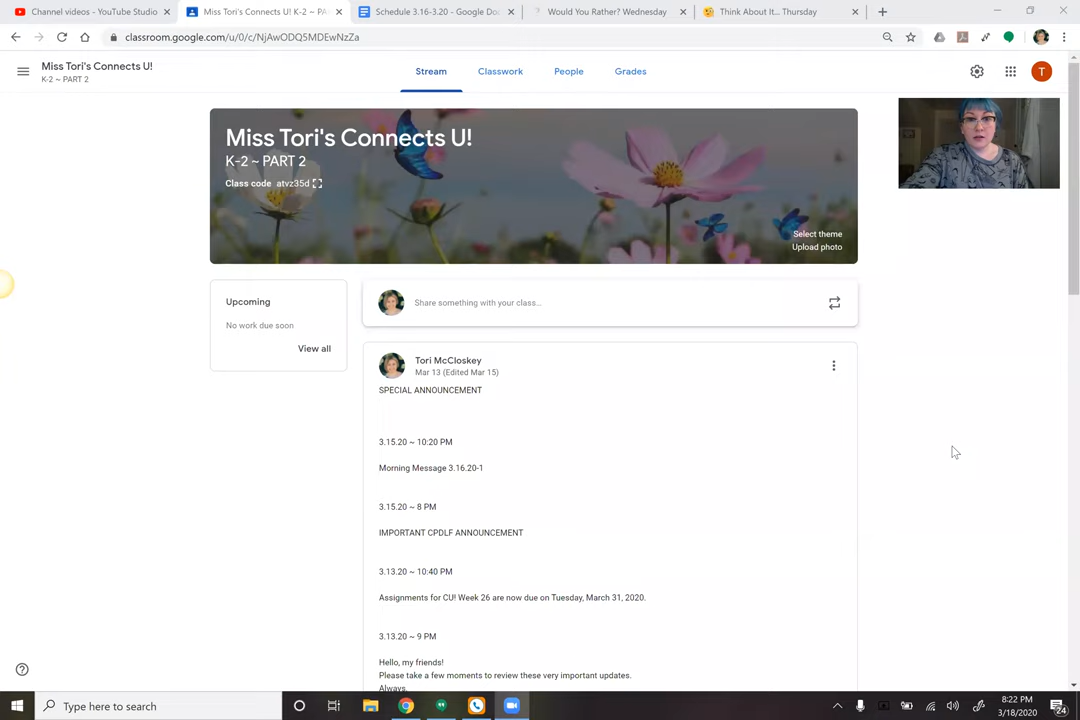 Channel videos - YouTube Studio
Miss Tori's Connects U! K-2 ~ PA
Schedule 3.16-3.20 - Google Do
Would You Rather? Wednesday
Think About It... Thursday
classroom.google.com/u/0/c/NjAwODQ5MDEwNzZa
Miss Tori's Connects U!
K-2 ~ PART 2
Stream
Classwork
People
Grades
T
Miss Tori's Connects U!
K-2 ~ PART 2
Class code atvz35d
Select theme
Upload photo
Upcoming
No work due soon
View all
Share something with your class...
Tori McCloskey
Mar 13 (Edited Mar 15)
SPECIAL ANNOUNCEMENT
3.15.20 ~ 10:20 PM
Morning Message 3.16.20-1
3.15.20 ~ 8 PM
IMPORTANT CPDLF ANNOUNCEMENT
3.13.20 ~ 10:40 PM
Assignments for CU! Week 26 are now due on Tuesday, March 31, 2020.
3.13.20 ~ 9 PM
Hello, my friends!
Please take a few moments to review these very important updates.
Always,
Type here to search
8:22 PM
3/18/2020
24